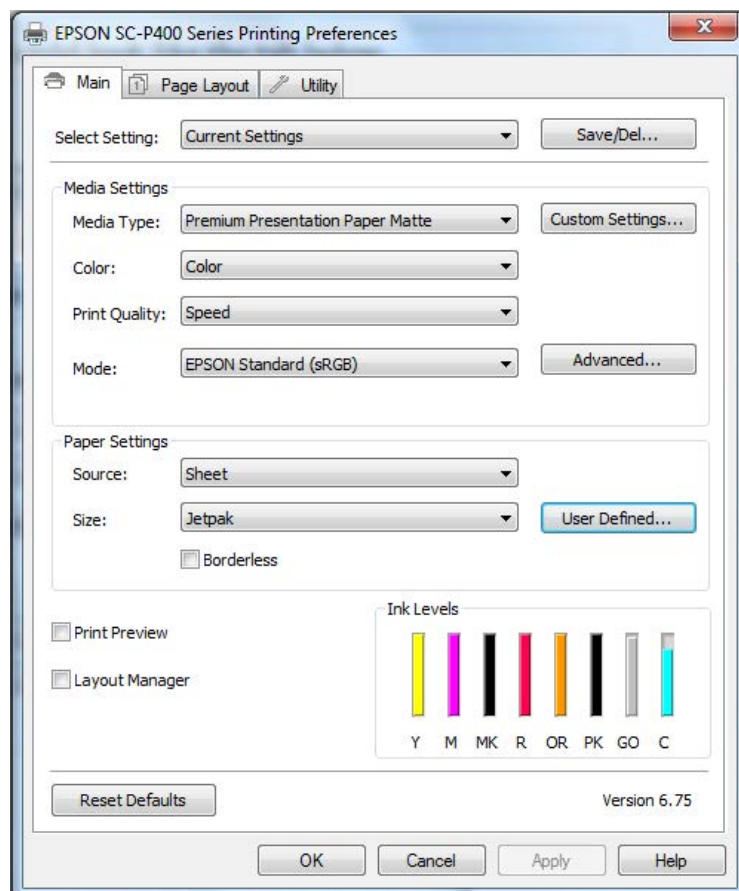 EPSON SC-P400 Series Printing Preferences
X
Main
1
Page Layout
Utility
Select Setting: Current Settings Save/Del...
Media Settings
Media Type: Premium Presentation Paper Matte Custom Settings...
Color: Color
Print Quality: Speed
Mode: EPSON Standard (sRGB) Advanced...
Paper Settings
Source: Sheet
Size: Jetpak User Defined...
Borderless
Print Preview
Layout Manager
Ink Levels
Y M MK R OR PK GO C
Reset Defaults Version 6.75
OK Cancel Apply Help